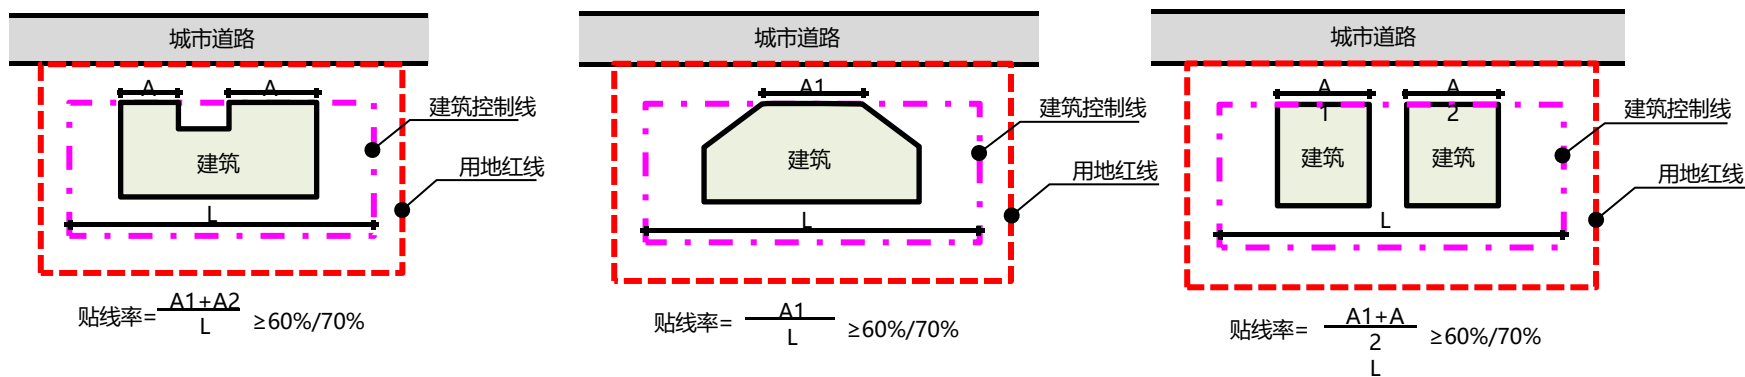 城市道路
A
A
建筑控制线
建筑
用地红线
L
贴线率=
A1+A2
L
≥60%/70%
城市道路
A1
建筑控制线
建筑
用地红线
L
贴线率=
A1
L
≥60%/70%
城市道路
A
1
A
2
建筑控制线
建筑
建筑
用地红线
L
贴线率=
A1+A
2
L
≥60%/70%